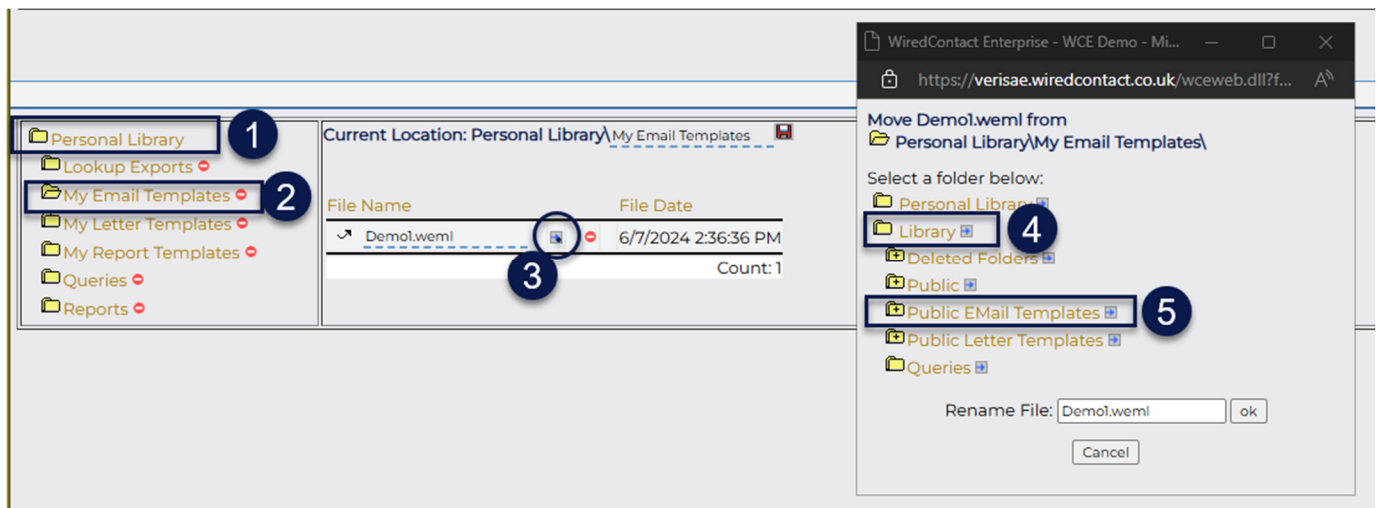 Personal Library
1
Lookup Exports
My Email Templates
2
My Letter Templates
My Report Templates
Queries
Reports
Current Location: Personal Library\My Email Templates
File Name File Date
Demo1.weml 6/7/2024 2:36:36 PM
3
Count: 1
WiredContact Enterprise - WCE Demo - Mi...
https://verisae.wiredcontact.co.uk/wceweb.dll?f...
Move Demo1.weml from
Personal Library\My Email Templates\
Select a folder below:
Personal Library
Library
4
Deleted Folders
Public
Public EMail Templates
5
Public Letter Templates
Queries
Rename File: Demo1.weml ok
Cancel